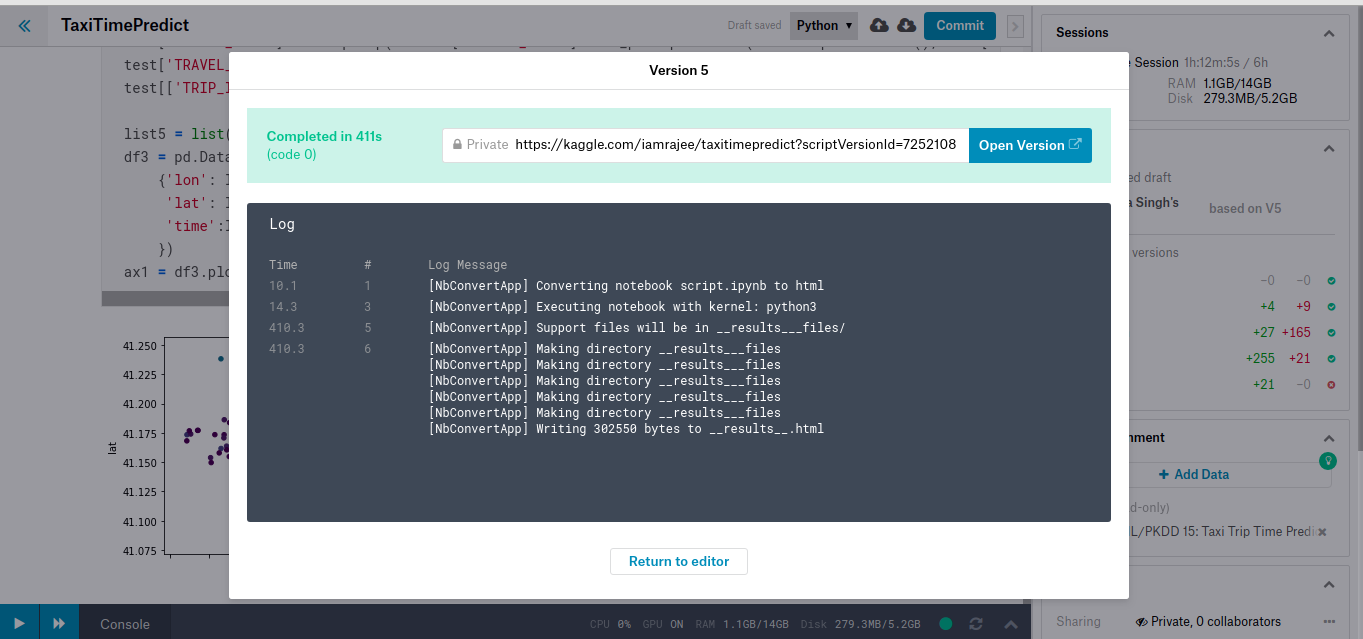 TaxiTimePredict
Draft saved
Python ▾
Commit
test['TRAVEL_
test[['TRIP_I
list5 = list(
df3 = pd.Data
{'lon': l
'lat': l
'time':l
})
ax1 = df3.plo
41.250
41.225
41.200
41.175
41.150
41.125
41.100
41.075
lat
Version 5
Completed in 411s
(code 0)
Private https://kaggle.com/iamrajee/taxitimepredict?scriptVersionId=7252108
Open Version
Log
Time # Log Message
10.1 1 [NbConvertApp] Converting notebook script.ipynb to html
14.3 3 [NbConvertApp] Executing notebook with kernel: python3
410.3 5 [NbConvertApp] Support files will be in __results___files/
410.3 6 [NbConvertApp] Making directory __results___files
[NbConvertApp] Making directory __results___files
[NbConvertApp] Making directory __results___files
[NbConvertApp] Making directory __results___files
[NbConvertApp] Making directory __results___files
[NbConvertApp] Writing 302550 bytes to __results__.html
Return to editor
Sessions
e Session 1h:12m:5s / 6h
RAM 1.1GB/14GB
Disk 279.3MB/5.2GB
ed draft
a Singh's based on V5
versions
−0 −0
+4 +9
+27 +165
+255 +21
+21 −0
nment
+ Add Data
d-only)
L/PKDD 15: Taxi Trip Time Predi
Sharing Private, 0 collaborators
Console
CPU 0% GPU ON RAM 1.1GB/14GB Disk 279.3MB/5.2GB